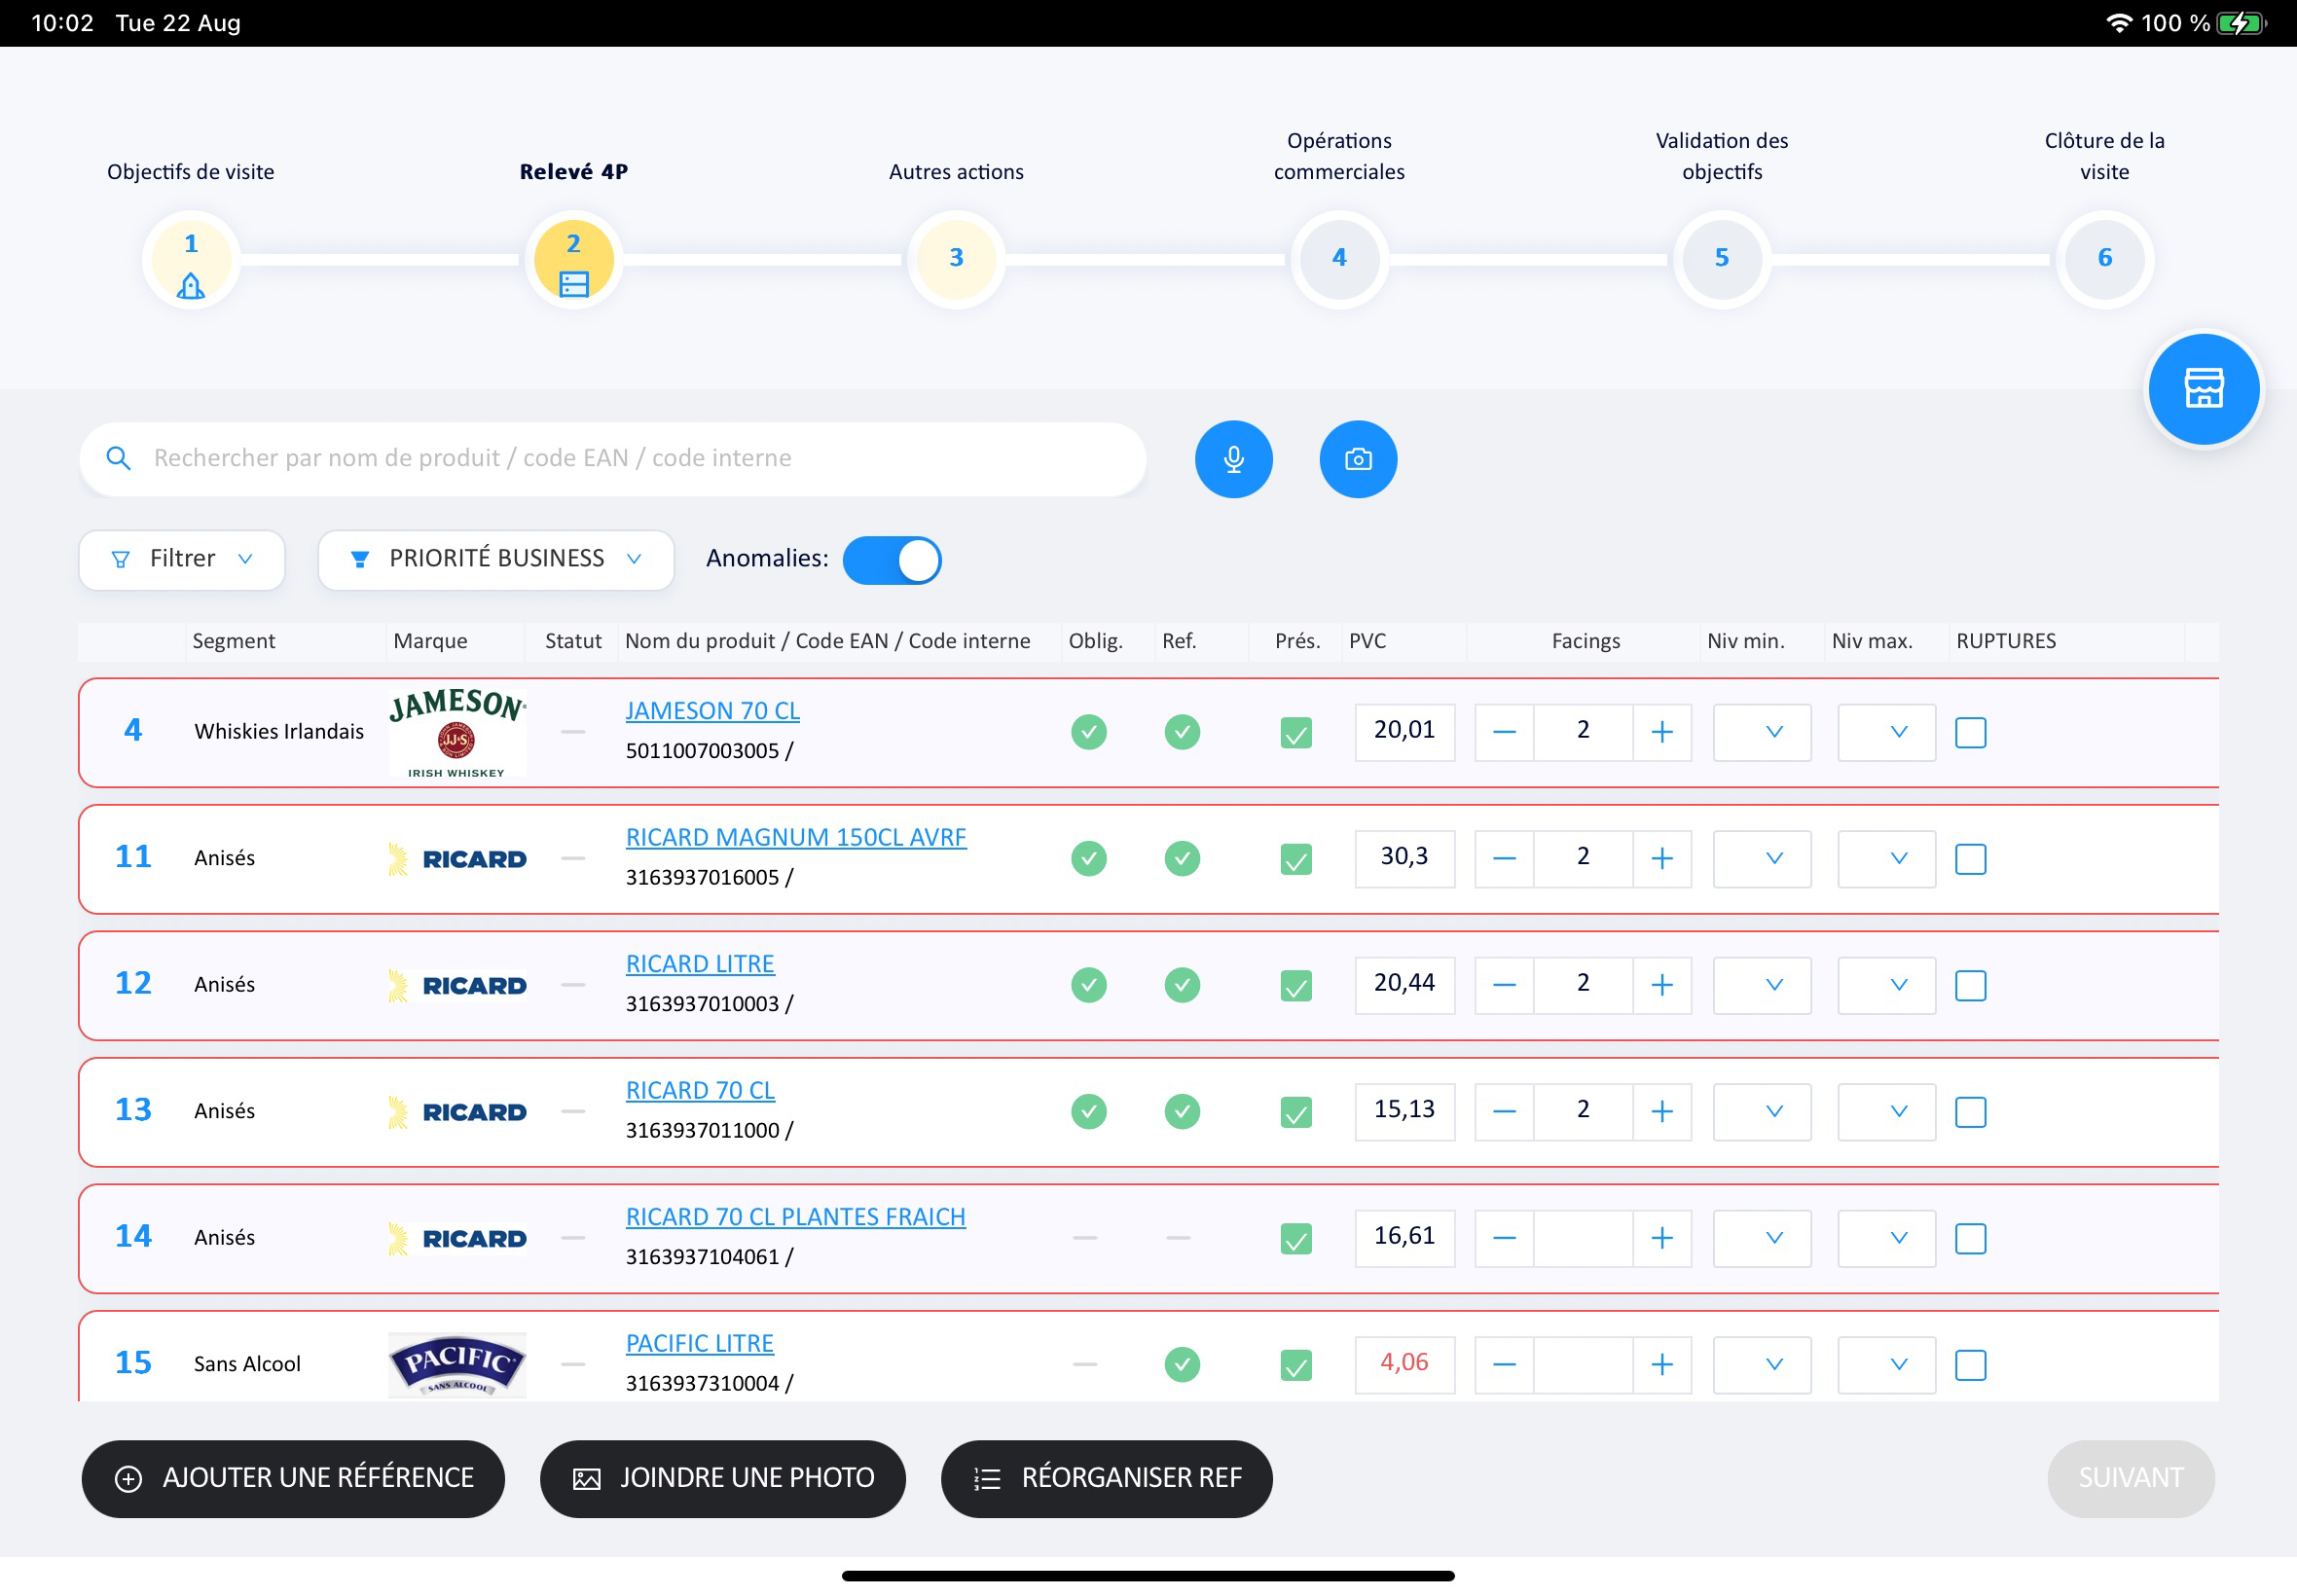 10:02 Tue 22 Aug 100 %
Objectifs de visite
Relevé 4P
Autres actions
Opérations
commerciales
Validation des
objectifs
Clôture de la
visite
1 2 3 4 5 6
Rechercher par nom de produit / code EAN / code interne
Filtrer PRIORITÉ BUSINESS Anomalies:
Segment Marque Statut Nom du produit / Code EAN / Code interne Oblig. Ref. Prés. PVC Facings Niv min. Niv max. RUPTURES
JAMESON
JJ&S
IRISH WHISKEY
4 Whiskies Irlandais JAMESON 70 CL 20,01 2
5011007003005 /
11 Anisés RICARD RICARD MAGNUM 150CL AVRF 30,3 2
3163937016005 /
12 Anisés RICARD RICARD LITRE 20,44 2
3163937010003 /
13 Anisés RICARD RICARD 70 CL 15,13 2
3163937011000 /
14 Anisés RICARD RICARD 70 CL PLANTES FRAICH 16,61
3163937104061 /
15 Sans Alcool PACIFIC PACIFIC LITRE 4,06
SANS ALCOOL 3163937310004 /
AJOUTER UNE RÉFÉRENCE JOINDRE UNE PHOTO RÉORGANISER REF SUIVANT